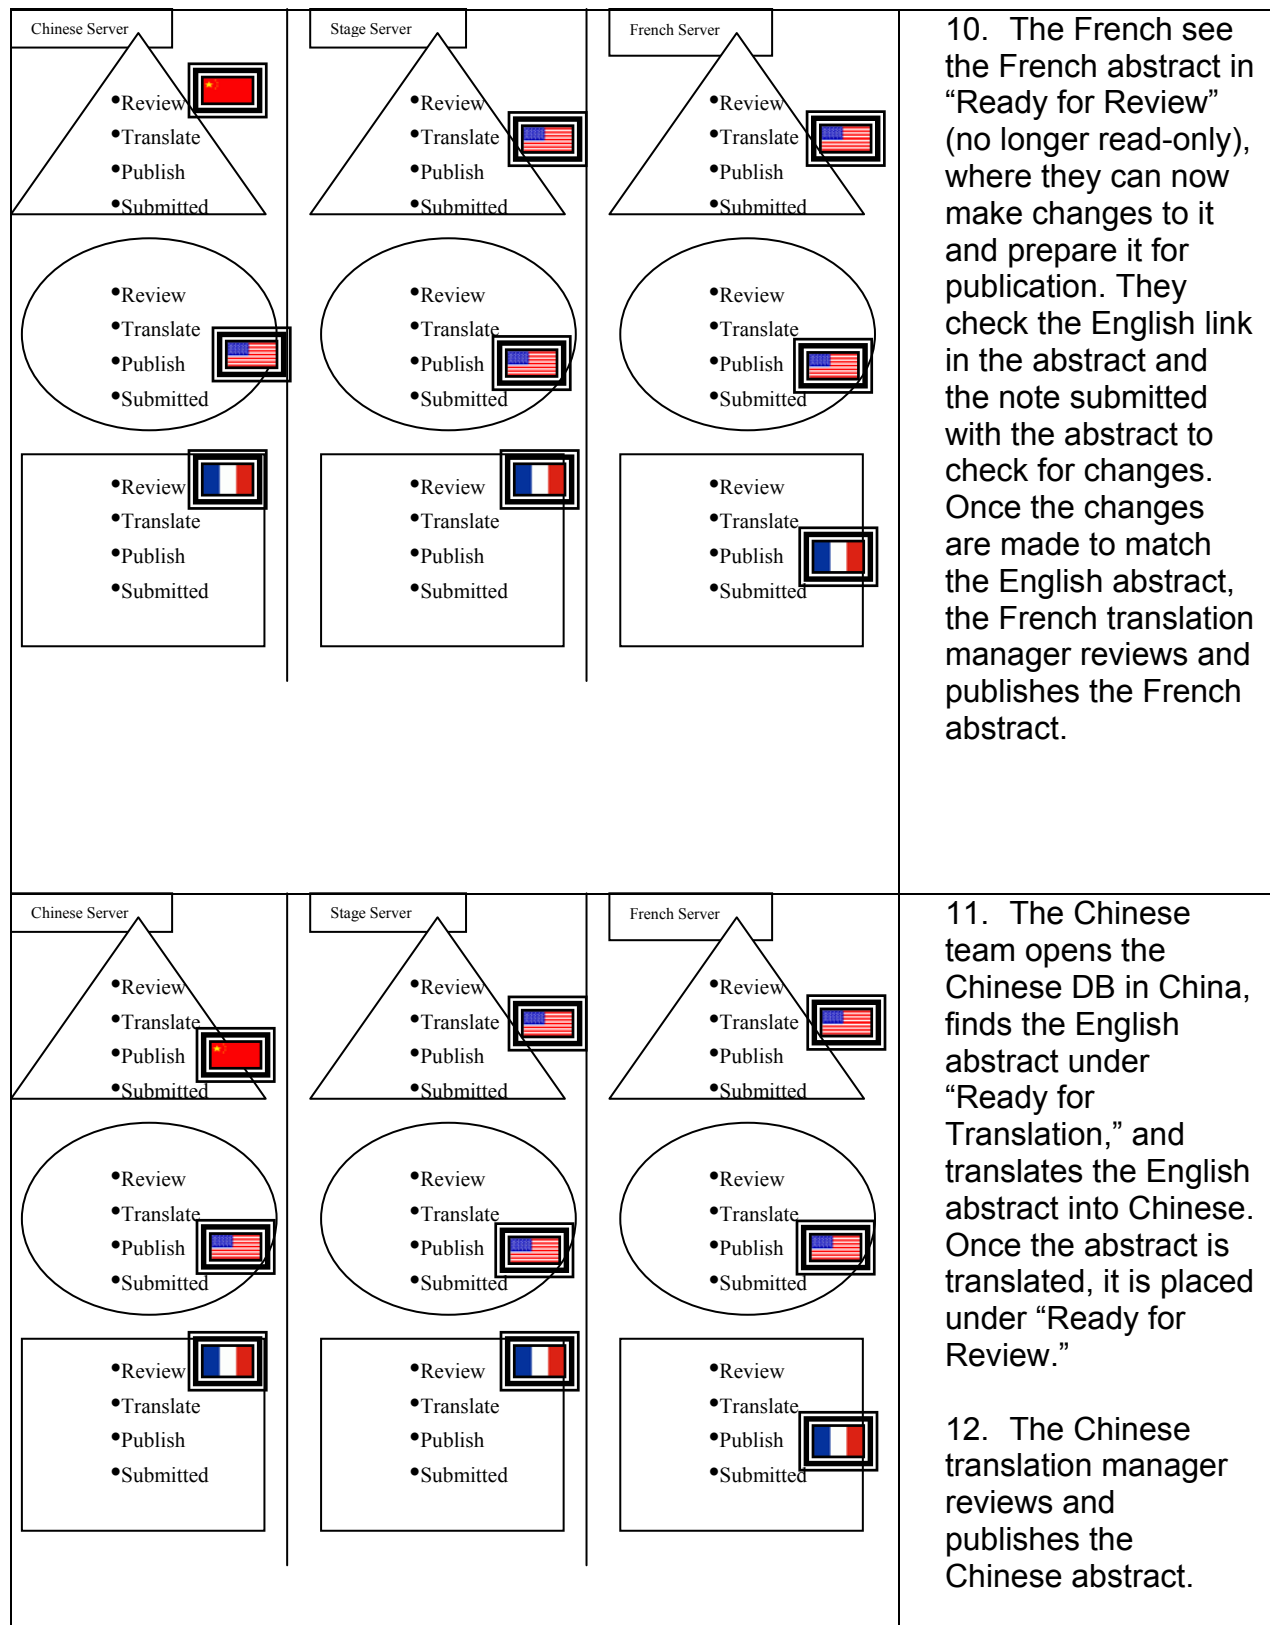 Chinese Server
•Review
•Translate
•Publish
•Submitted
•Review
•Translate
•Publish
•Submitted
•Review
•Translate
•Publish
•Submitted
Stage Server
•Review
•Translate
•Publish
•Submitted
•Review
•Translate
•Publish
•Submitted
•Review
•Translate
•Publish
•Submitted
French Server
•Review
•Translate
•Publish
•Submitted
•Review
•Translate
•Publish
•Submitted
•Review
•Translate
•Publish
•Submitted
10. The French see
the French abstract in
“Ready for Review”
(no longer read-only),
where they can now
make changes to it
and prepare it for
publication. They
check the English link
in the abstract and
the note submitted
with the abstract to
check for changes.
Once the changes
are made to match
the English abstract,
the French translation
manager reviews and
publishes the French
abstract.
Chinese Server
•Review
•Translate
•Publish
•Submitted
•Review
•Translate
•Publish
•Submitted
•Review
•Translate
•Publish
•Submitted
Stage Server
•Review
•Translate
•Publish
•Submitted
•Review
•Translate
•Publish
•Submitted
•Review
•Translate
•Publish
•Submitted
French Server
•Review
•Translate
•Publish
•Submitted
•Review
•Translate
•Publish
•Submitted
•Review
•Translate
•Publish
•Submitted
11. The Chinese
team opens the
Chinese DB in China,
finds the English
abstract under
“Ready for
Translation,” and
translates the English
abstract into Chinese.
Once the abstract is
translated, it is placed
under “Ready for
Review.”
12. The Chinese
translation manager
reviews and
publishes the
Chinese abstract.